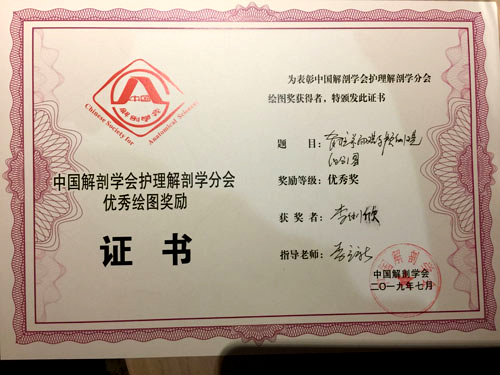 中国
解剖学会
Chinese Society for Anatomical Sciences
中国解剖学会护理解剖学分会
优秀绘图奖励
证书
为表彰中国解剖学会护理解剖学分会
绘图奖获得者,特颁发此证书
题 目:
奖励等级:优秀奖
获 奖 者:
指导老师:
中国解剖学会
二〇一九年七月